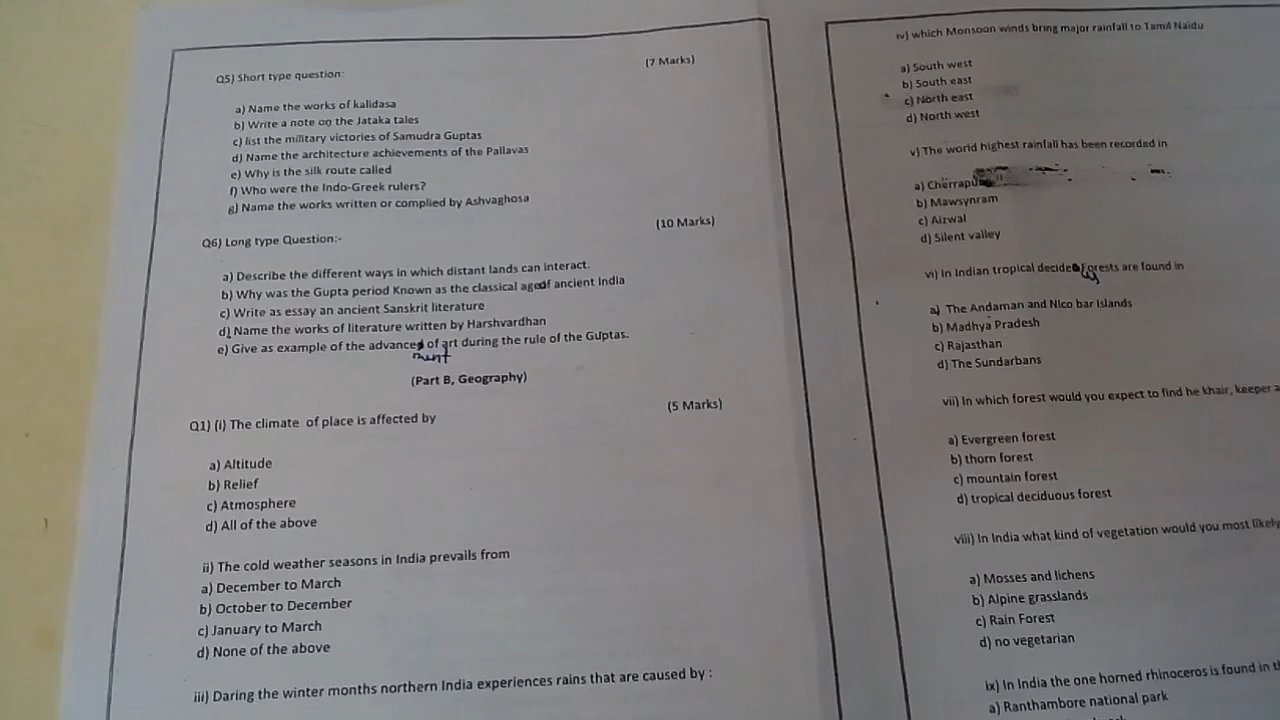 Q5) Short type question:
(7 Marks)
a) Name the works of kalidasa
b) Write a note on the Jataka tales
c) list the military victories of Samudra Guptas
d) Name the architecture achievements of the Pallavas
e) Why is the silk route called
f) Who were the Indo-Greek rulers?
g) Name the works written or complied by Ashvaghosa
Q6) Long type Question:-
(10 Marks)
a) Describe the different ways in which distant lands can interact.
b) Why was the Gupta period Known as the classical age of ancient India
c) Write as essay an ancient Sanskrit literature
d) Name the works of literature written by Harshvardhan
e) Give as example of the advance of art during the rule of the Guptas.
ment
(Part B, Geography)
Q1) (i) The climate of place is affected by
(5 Marks)
a) Altitude
b) Relief
c) Atmosphere
d) All of the above
ii) The cold weather seasons in India prevails from
a) December to March
b) October to December
c) January to March
d) None of the above
iii) Daring the winter months northern India experiences rains that are caused by :
iv) which Monsoon winds bring major rainfall to Tamil Naidu
a) South west
b) South east
c) North east
d) North west
v) The world highest rainfall has been recorded in
a) Cherrapu
b) Mawsynram
c) Aizwal
d) Silent valley
vi) In Indian tropical decide forests are found in
a) The Andaman and Nico bar Islands
b) Madhya Pradesh
c) Rajasthan
d) The Sundarbans
vii) In which forest would you expect to find he khair, keeper
a) Evergreen forest
b) thorn forest
c) mountain forest
d) tropical deciduous forest
viii) In India what kind of vegetation would you most likely
a) Mosses and lichens
b) Alpine grasslands
c) Rain Forest
d) no vegetarian
ix) In India the one horned rhinoceros is found in
a) Ranthambore national park